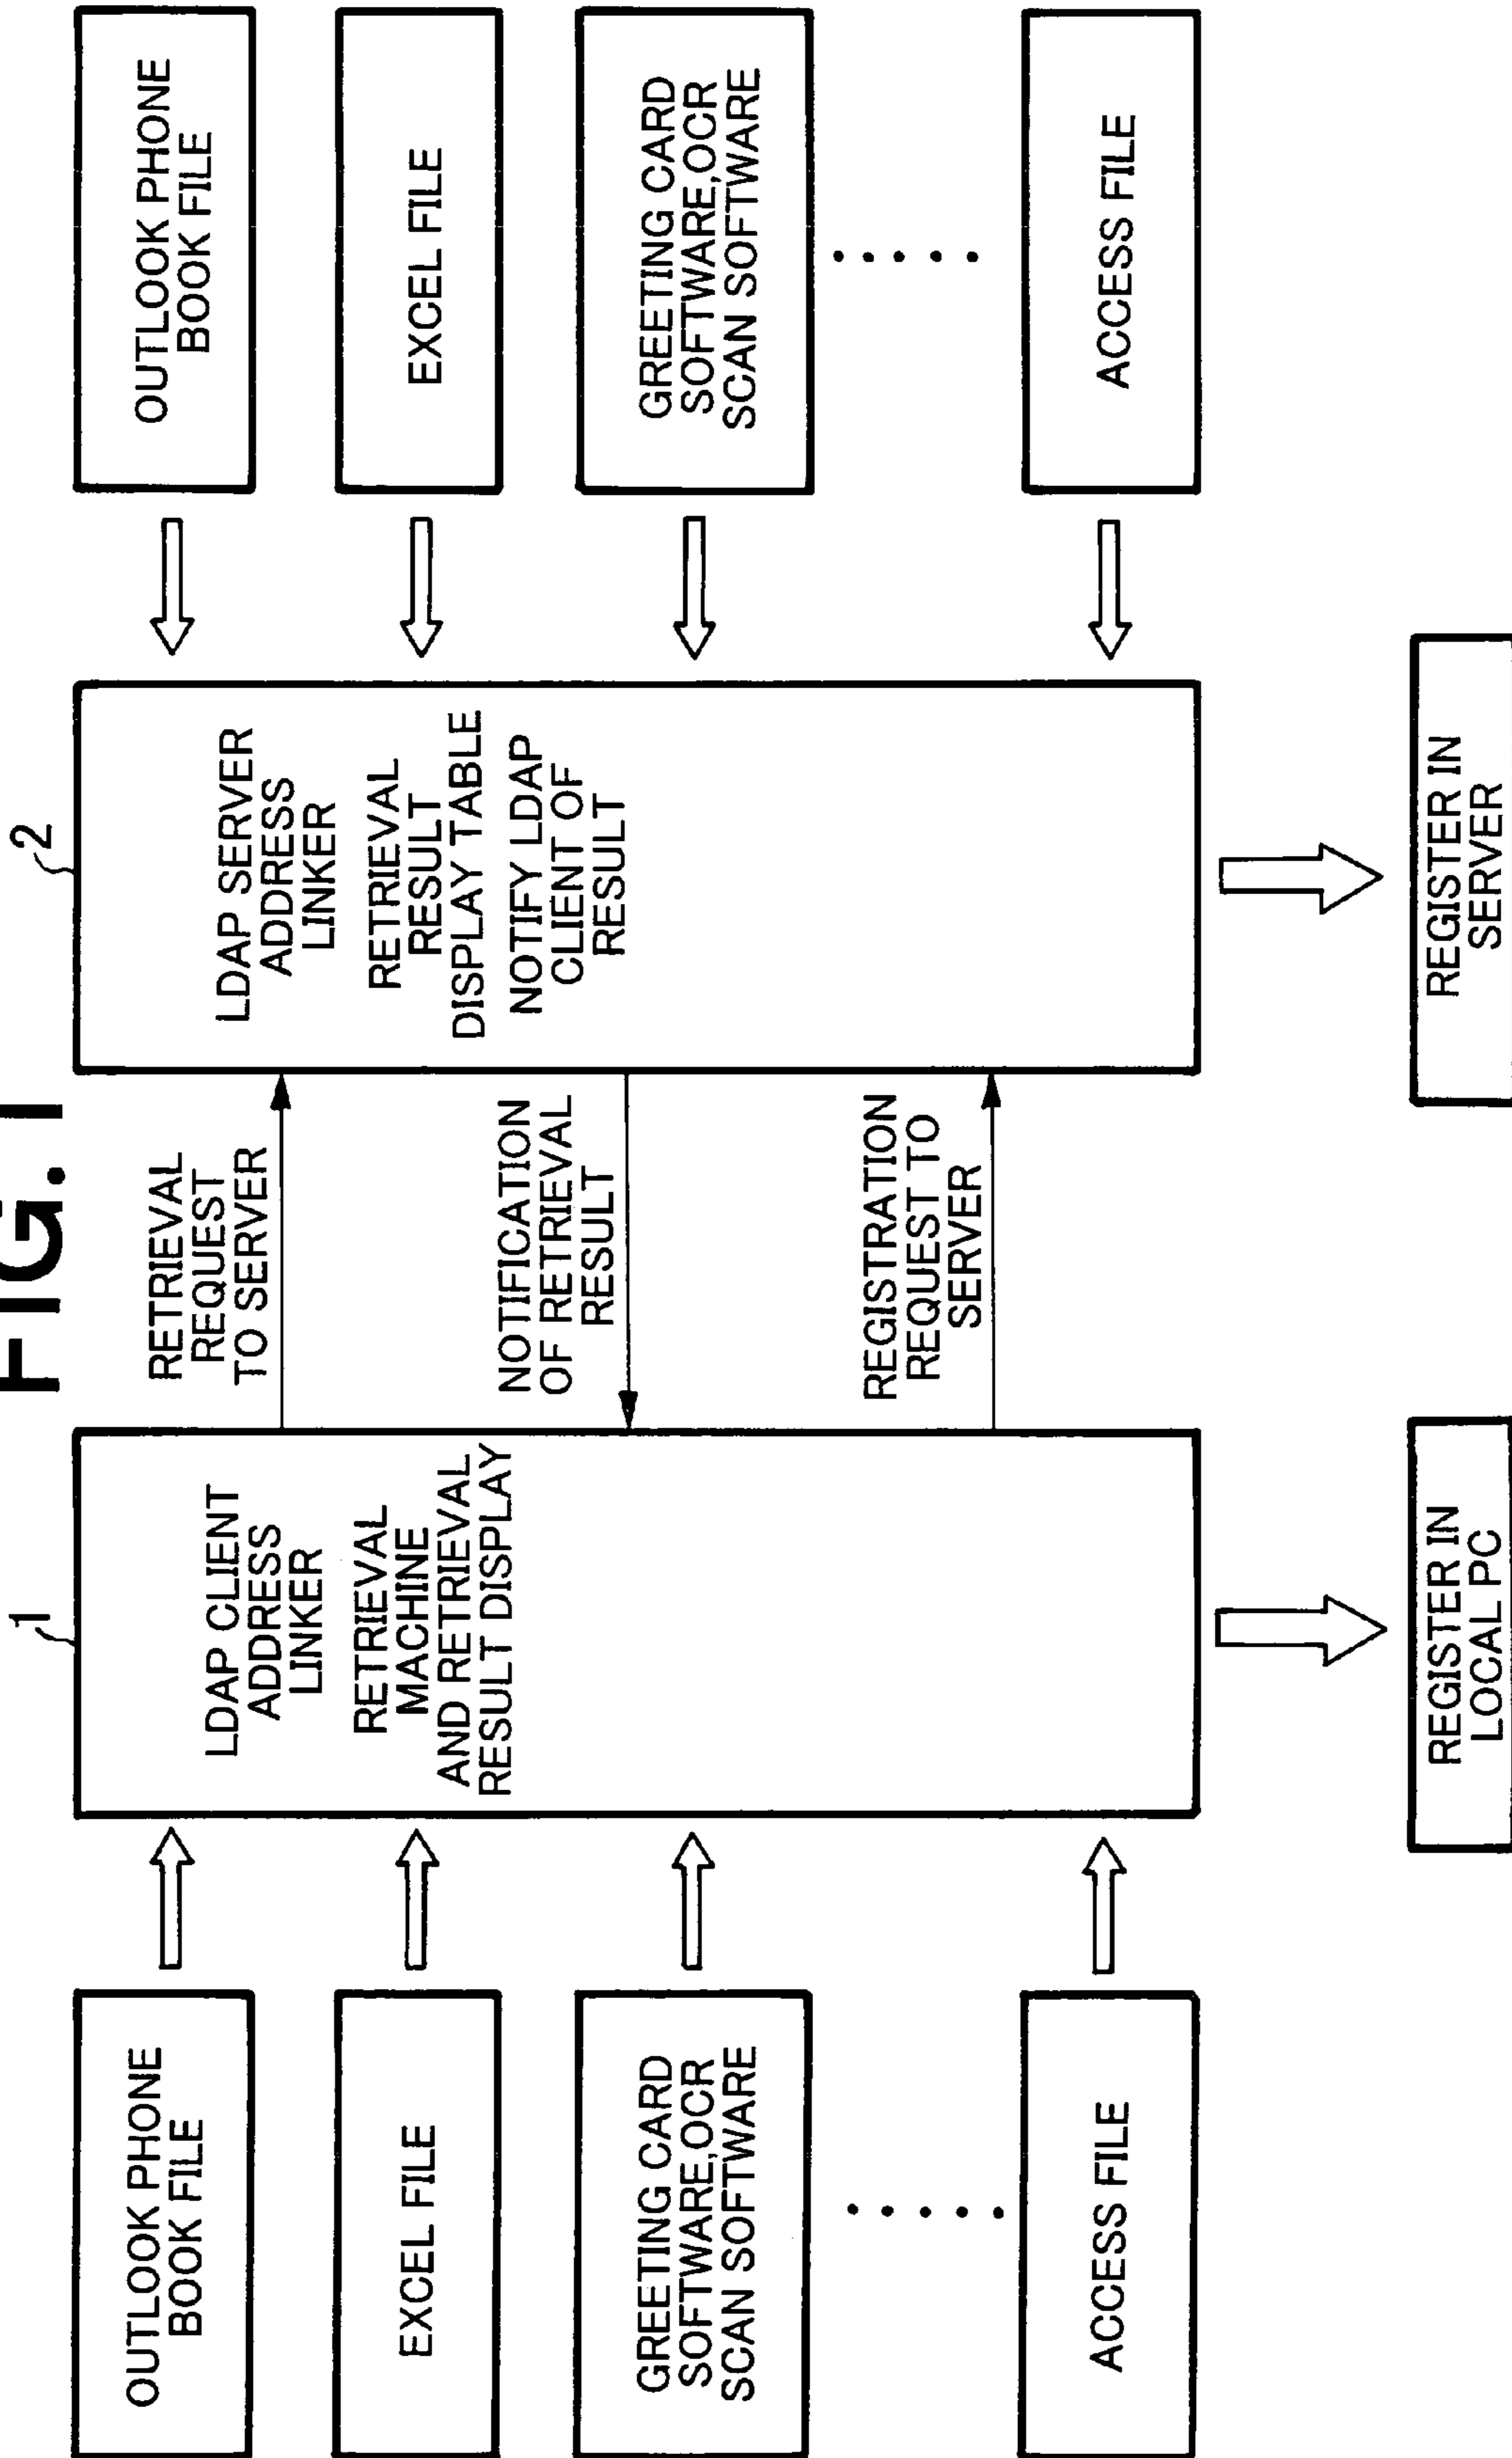 FIG. 1
OUTLOOK PHONE
BOOK FILE
EXCEL FILE
GREETING CARD
SOFTWARE,OCR
SCAN SOFTWARE
ACCESS FILE
1
LDAP CLIENT
ADDRESS
LINKER
RETRIEVAL
MACHINE
AND RETRIEVAL
RESULT DISPLAY
REGISTER IN
LOCAL PC
RETRIEVAL
REQUEST
TO SERVER
NOTIFICATION
OF RETRIEVAL
RESULT
REGISTRATION
REQUEST TO
SERVER
2
LDAP SERVER
ADDRESS
LINKER
RETRIEVAL
RESULT
DISPLAY TABLE
NOTIFY LDAP
CLIENT OF
RESULT
REGISTER IN
SERVER
OUTLOOK PHONE
BOOK FILE
EXCEL FILE
GREETING CARD
SOFTWARE,OCR
SCAN SOFTWARE
ACCESS FILE